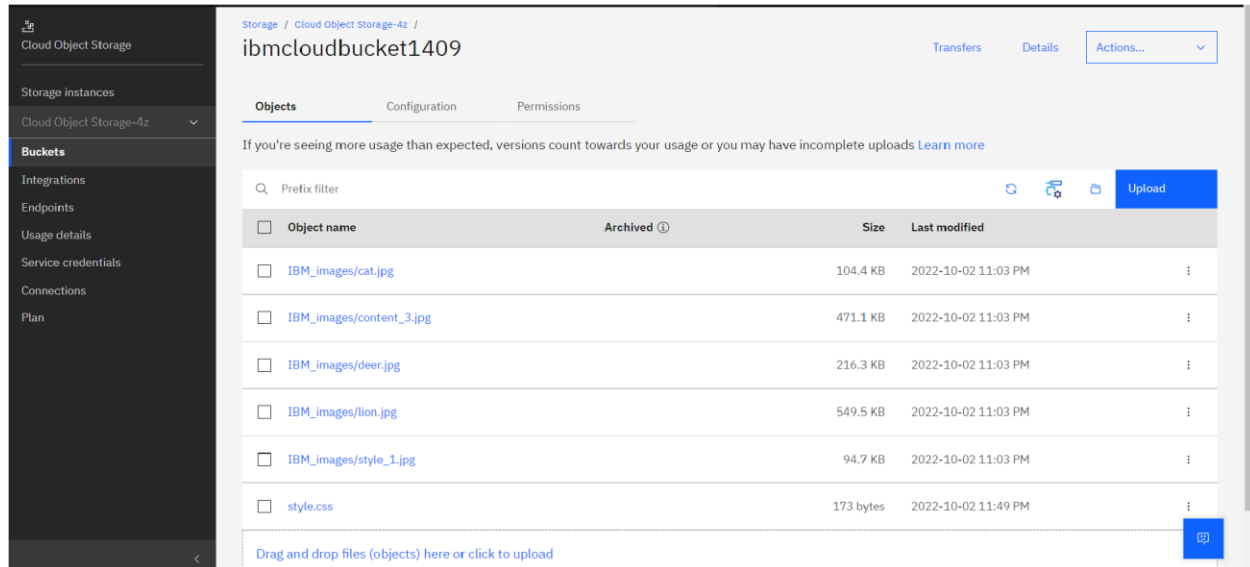 Cloud Object Storage
Storage instances
Cloud Object Storage-4z
Buckets
Integrations
Endpoints
Usage details
Service credentials
Connections
Plan
Storage / Cloud Object Storage-4z /
ibmcloudbucket1409
Transfers Details Actions...
Objects Configuration Permissions
If you're seeing more usage than expected, versions count towards your usage or you may have incomplete uploads Learn more
Prefix filter Upload
Object name Archived Size Last modified
IBM_images/cat.jpg 104.4 KB 2022-10-02 11:03 PM
IBM_images/content_3.jpg 471.1 KB 2022-10-02 11:03 PM
IBM_images/deer.jpg 216.3 KB 2022-10-02 11:03 PM
IBM_images/lion.jpg 549.5 KB 2022-10-02 11:03 PM
IBM_images/style_1.jpg 94.7 KB 2022-10-02 11:03 PM
style.css 173 bytes 2022-10-02 11:49 PM
Drag and drop files (objects) here or click to upload